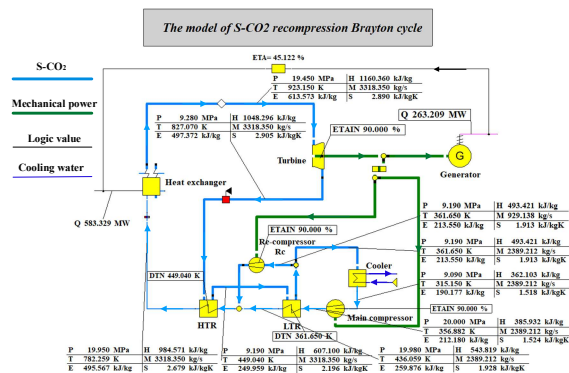 The model of S-CO2 recompression Brayton cycle
ETA= 45.122 %
S-CO₂
Mechanical power
Logic value
Cooling water
P 19.450 MPa H 1160.360 kJ/kg
T 923.150 K M 3318.350 kg/s
E 613.573 kJ/kg S 2.890 kJ/kgK
P 9.280 MPa H 1048.296 kJ/kg
T 827.070 K M 3318.350 kg/s
E 497.372 kJ/kg S 2.905 kJ/kgK
Q 263.209 MW
ETAIN 90.000 %
Turbine
G
Generator
Heat exchanger
Q 583.329 MW
P 9.190 MPa H 493.421 kJ/kg
T 361.650 K M 929.138 kg/s
E 213.550 kJ/kg S 1.913 kJ/kgK
ETAIN 90.000 %
Re-compressor
Rc
P 9.190 MPa H 493.421 kJ/kg
T 361.650 K M 2389.212 kg/s
E 213.550 kJ/kg S 1.913 kJ/kgK
Cooler
DTN 449.040 K
P 9.090 MPa H 362.103 kJ/kg
T 315.150 K M 2389.212 kg/s
E 190.177 kJ/kg S 1.518 kJ/kgK
ETAIN 90.000 %
HTR
LTR
Main compressor
DTN 361.650 K
P 20.000 MPa H 385.932 kJ/kg
T 356.882 K M 2389.212 kg/s
E 212.180 kJ/kg S 1.524 kJ/kgK
P 19.950 MPa H 984.571 kJ/kg
T 782.259 K M 3318.350 kg/s
E 495.567 kJ/kg S 2.679 kJ/kgK
P 9.190 MPa H 607.100 kJ/kg
T 449.040 K M 3318.350 kg/s
E 249.959 kJ/kg S 2.196 kJ/kgK
P 19.980 MPa H 543.819 kJ/kg
T 436.059 K M 2389.212 kg/s
E 259.876 kJ/kg S 1.928 kJ/kgK